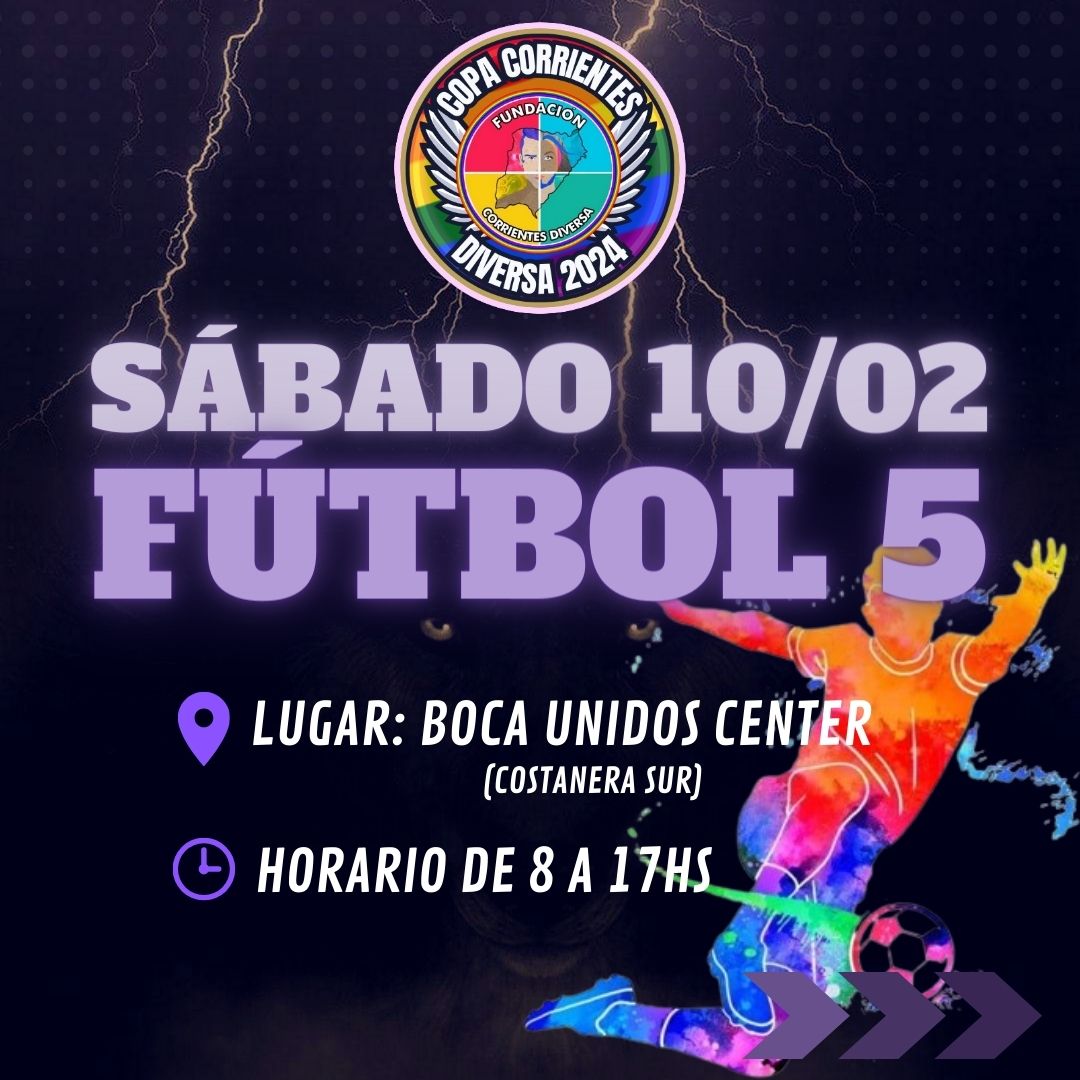 COPA CORRIENTES
FUNDACIÓN
CORRIENTES DIVERSA
DIVERSA 2024
SÁBADO 10/02
FÚTBOL 5
LUGAR: BOCA UNIDOS CENTER
(COSTANERA SUR)
HORARIO DE 8 A 17HS